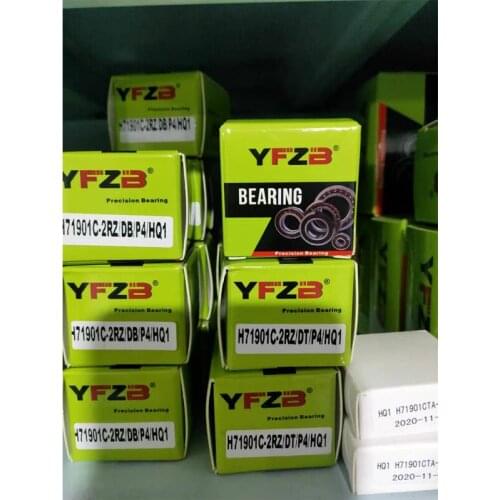 YFZB®
Precision Bearing
H71901C-2RZ/DB/P4/HQ1
YFZB®
Precision Bearing
H71901C-2RZ/DB/P4/HQ1
YFZB®
Precision Bearing
H71901C-2RZ/DB/P4/HQ1
YFZB®
Precision Bearing
H71901C-2RZ/DB/P4/HQ1
YFZB®
BEARING
Precision Bearing
YFZB®
Precision Bearing
H71901C-2RZ/DT/P4/HQ1
YFZB®
Precision Bearing
H71901C-2RZ/DT/P4/HQ1
HQ1 H71901CTA-
2020-11-
HQ1 H71901CTA-
2020-11-